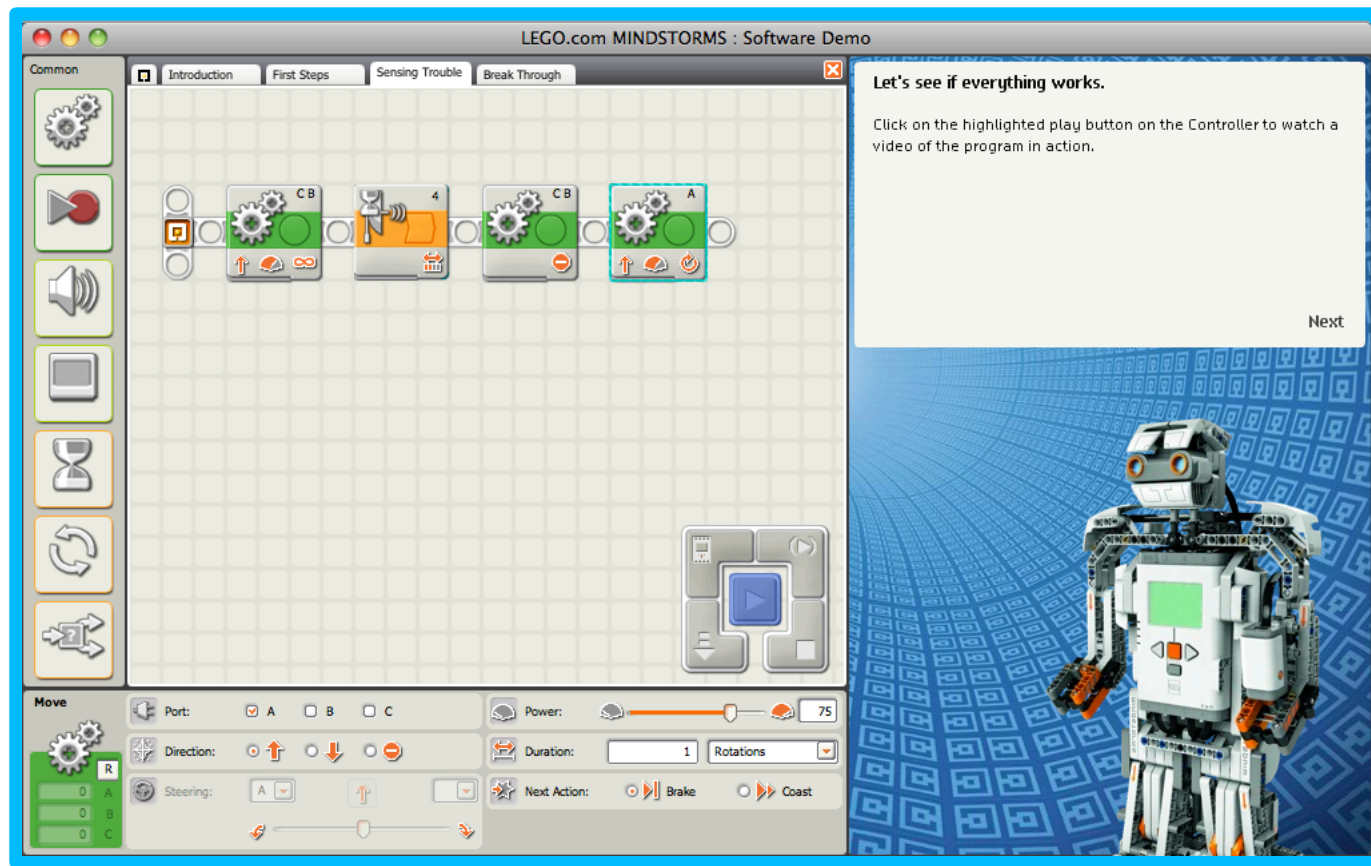 LEGO.com MINDSTORMS : Software Demo
Common
Introduction
First Steps
Sensing Trouble
Break Through
Let's see if everything works.
Click on the highlighted play button on the Controller to watch a
video of the program in action.
Next
C B
4
C B
A
Move
R
0 A
0 B
0 C
Port: A B C
Direction:
Steering: A
Power: 75
Duration: 1 Rotations
Next Action: Brake Coast